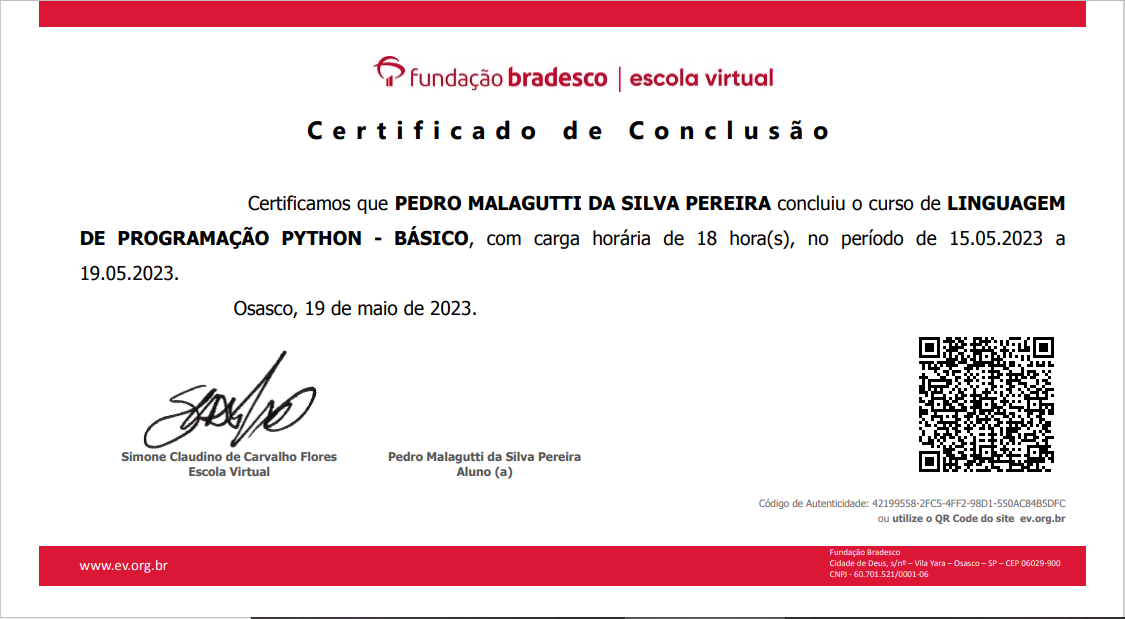 fundação bradesco | escola virtual
Certificado de Conclusão
Certificamos que PEDRO MALAGUTTI DA SILVA PEREIRA concluiu o curso de LINGUAGEM
DE PROGRAMAÇÃO PYTHON - BÁSICO, com carga horária de 18 hora(s), no período de 15.05.2023 a
19.05.2023.
Osasco, 19 de maio de 2023.
Simone Claudino de Carvalho Flores
Escola Virtual
Pedro Malagutti da Silva Pereira
Aluno (a)
Código de Autenticidade: 42199558-2FC5-4FF2-98D1-550AC84B5DFC
ou utilize o QR Code do site ev.org.br
www.ev.org.br
Fundação Bradesco
Cidade de Deus, s/nº – Vila Yara – Osasco – SP – CEP 06029-900
CNPJ - 60.701.521/0001-06